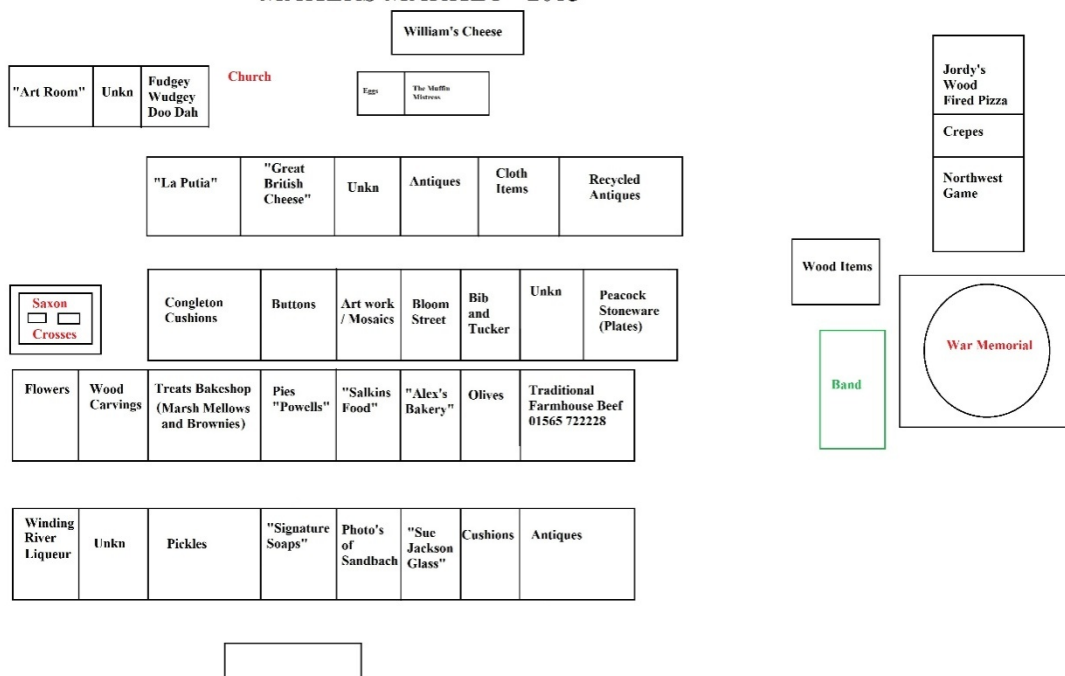 William's Cheese
"Art Room"
Unkn
Fudgey
Wudgey
Doo Dah
Church
Eggs
The Muffin
Mistress
Jordy's
Wood
Fired Pizza
Crepes
Northwest
Game
"La Putia"
"Great
British
Cheese"
Unkn
Antiques
Cloth
Items
Recycled
Antiques
Wood Items
Saxon
Crosses
Congleton
Cushions
Buttons
Art work
/ Mosaics
Bloom
Street
Bib
and
Tucker
Unkn
Peacock
Stoneware
(Plates)
War Memorial
Band
Flowers
Wood
Carvings
Treats Bakeshop
(Marsh Mellows
and Brownies)
Pies
"Powells"
"Salkins
Food"
"Alex's
Bakery"
Olives
Traditional
Farmhouse Beef
01565 722228
Winding
River
Liqueur
Unkn
Pickles
"Signature
Soaps"
Photo's
of
Sandbach
"Sue
Jackson
Glass"
Cushions
Antiques